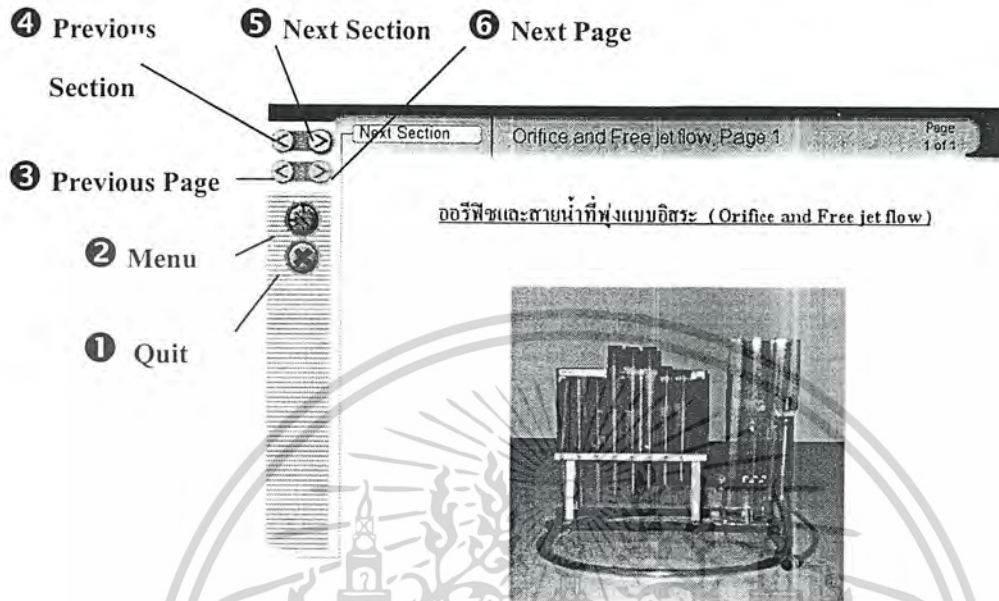 ❹ Previous
Section
❺ Next Section
❻ Next Page
Next Section
Orifice and Free jet flow, Page 1
Page
1 of 1
❸ Previous Page
ออรีฟิชและสายน้ำที่พุ่งแบบอิสระ (Orifice and Free jet flow)
❷ Menu
❶ Quit